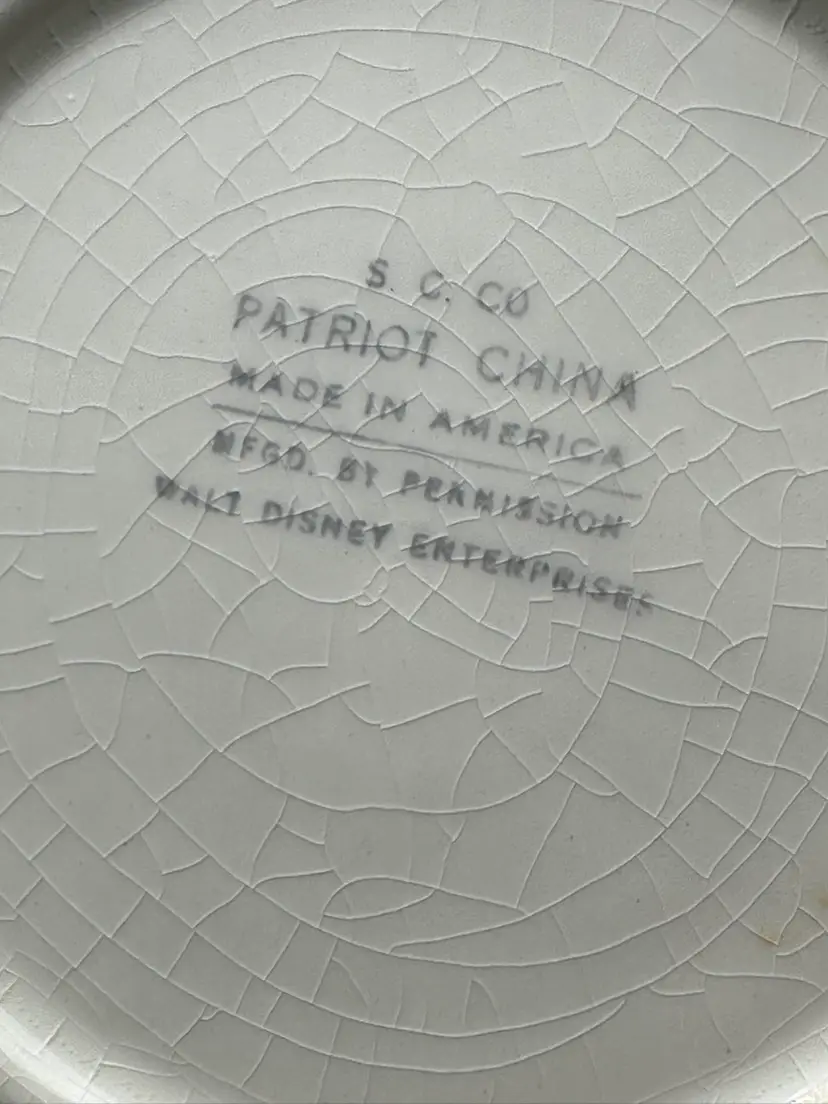 S. C. CO
PATRIOT CHINA
MADE IN AMERICA
MFGD. BY PERMISSION
WALT DISNEY ENTERPRISES